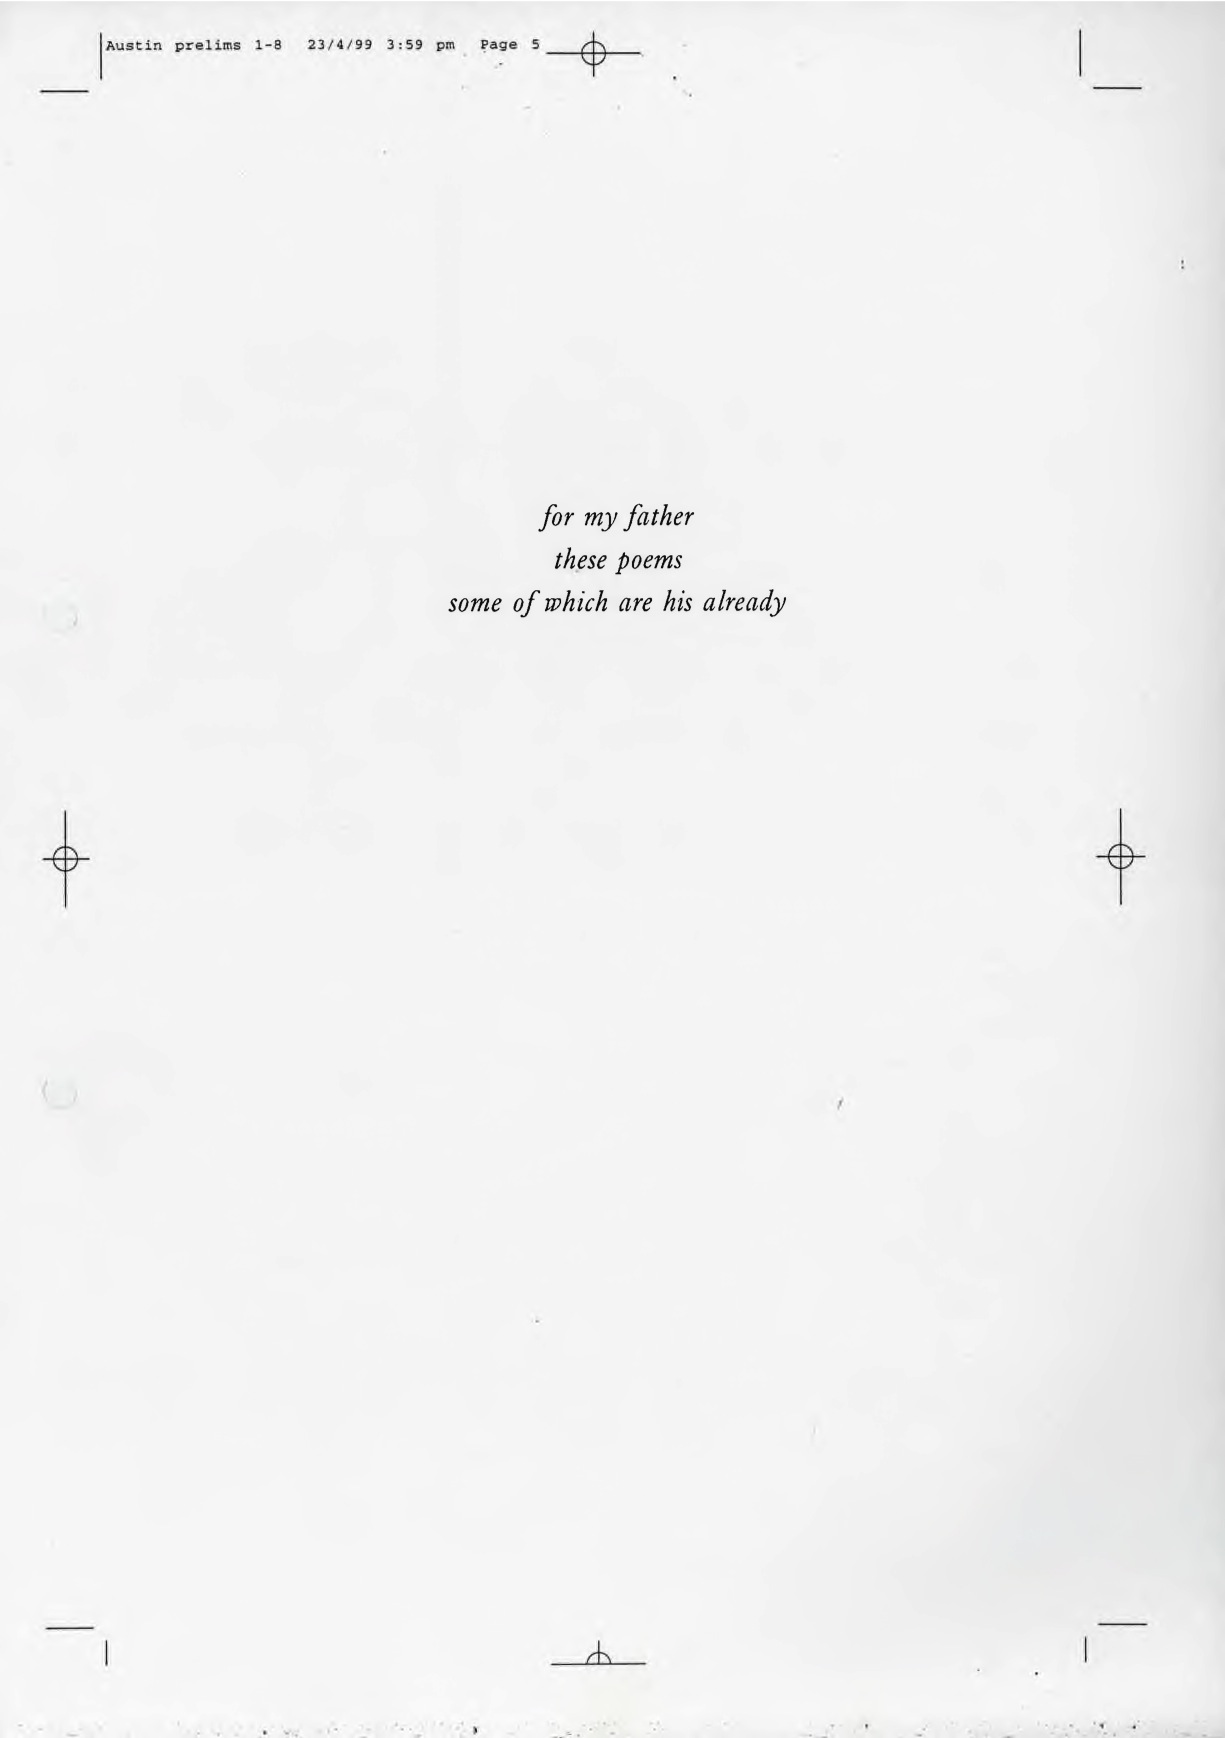 Austin prelims 1-8 23/4/99 3:59 pm Page 5
for my father
these poems
some of which are his already